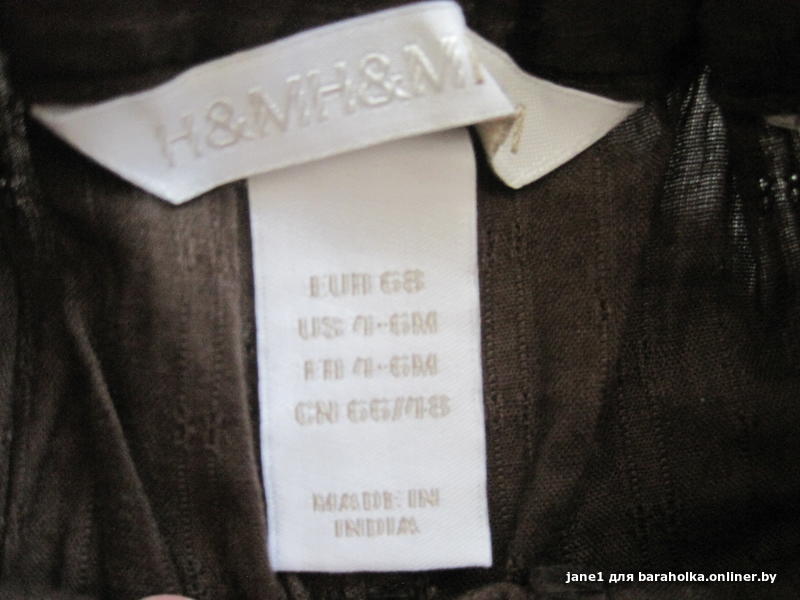 H&MH&M
EUR 68
US 4-6M
4-6M
CN 66/48
MADE IN
INDIA
jane1 для baraholka.onliner.by